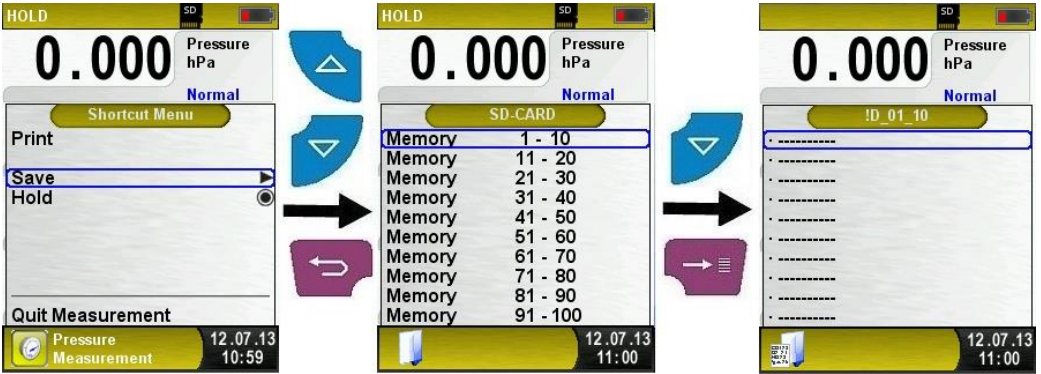 HOLD
SD
0.000
Pressure
hPa
Normal
Shortcut Menu
Print
Save
Hold
Quit Measurement
Pressure
Measurement
12.07.13
10:59
HOLD
SD
0.000
Pressure
hPa
Normal
SD-CARD
Memory 1 - 10
Memory 11 - 20
Memory 21 - 30
Memory 31 - 40
Memory 41 - 50
Memory 51 - 60
Memory 61 - 70
Memory 71 - 80
Memory 81 - 90
Memory 91 - 100
12.07.13
11:00
SD
0.000
Pressure
hPa
Normal
!D_01_10
. ----------
. ----------
. ----------
. ----------
. ----------
. ----------
. ----------
. ----------
. ----------
. ----------
12.07.13
11:00